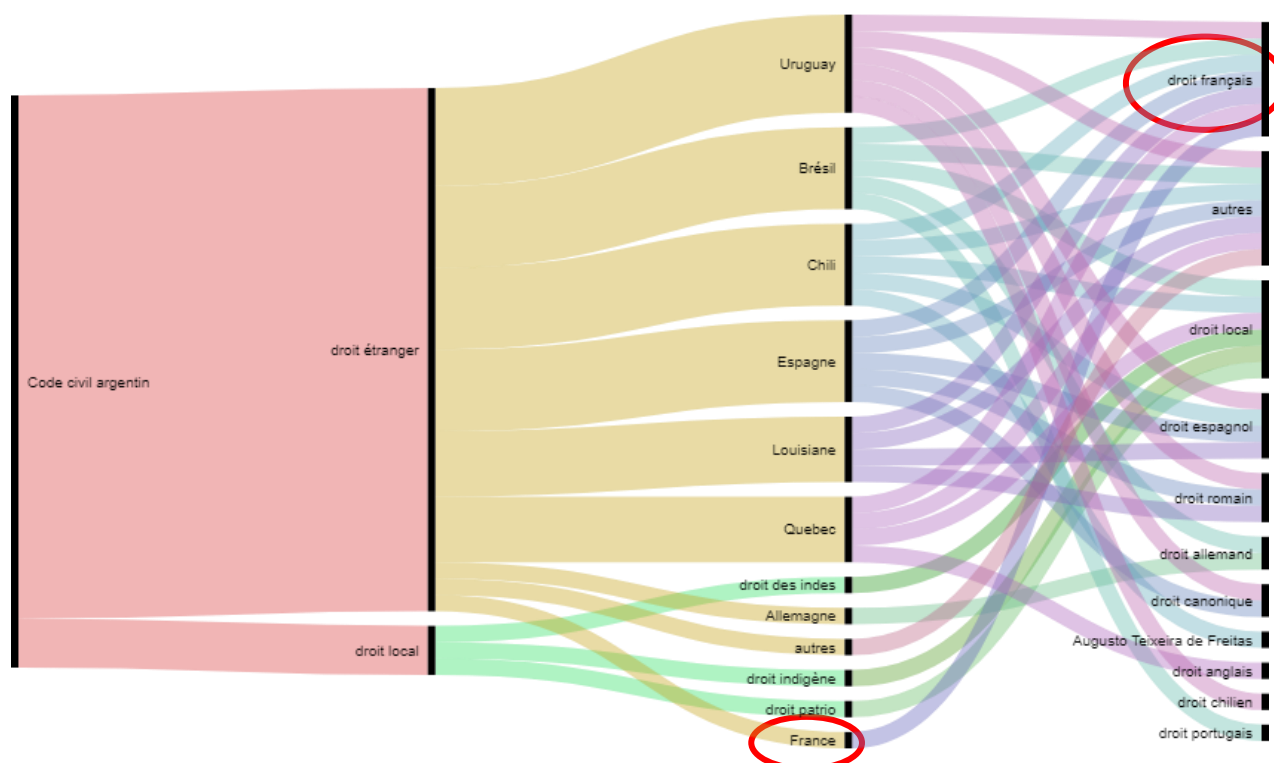 Code civil argentin
droit étranger
droit local
Uruguay
Brésil
Chili
Espagne
Louisiane
Quebec
droit des indes
Allemagne
autres
droit indigène
droit patrio
France
droit français
autres
droit local
droit espagnol
droit romain
droit allemand
droit canonique
Augusto Teixeira de Freitas
droit anglais
droit chilien
droit portugais